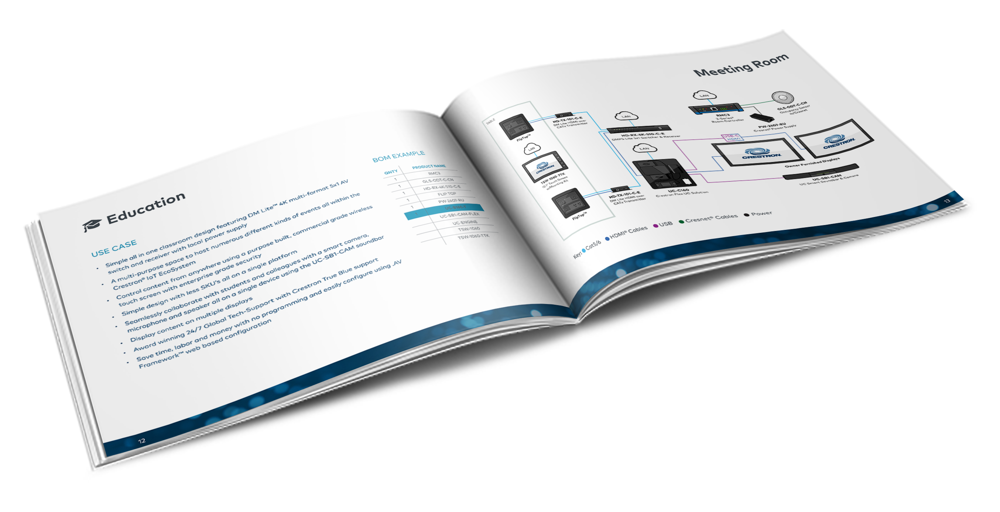 Education
USE CASE
• Simple all in one classroom design featuring DM Lite™ 4K multi-format 5x1 AV
switch and receiver with local power supply
• A multi-purpose space to host numerous different kinds of events all within the
Crestron® IoT EcoSystem
• Control content from anywhere using a purpose built, commercial grade wireless
touch screen with enterprise grade security
• Simple design with less SKU's all on a single platform
• Seamlessly collaborate with students and colleagues with a smart camera,
microphone and speaker all on a single device using the UC-SB1-CAM soundbar
• Display content on multiple displays
• Award winning 24/7 Global Tech-Support with Crestron True Blue support
• Save time, labor and money with no programming and easily configure using .AV
Framework™ web based configuration
BOM EXAMPLE
QNTY PRODUCT NAME
1 RMC3
1 GLS-ODT-C-CN
1 HD-RX-4K-510-C-E
1 FLIP TOP
1 PW-2407-RU
1 UC-B160-T
UC-SB1-CAM-FLEX
UC-ENGINE
TSW-1060
TSW-1060-TTK
12
Meeting Room
TABLE
FlipTop™
LAN
CRESTRON
TSW-1060-TTK
10.1" Touch Screen
w/Mounting Kit
FlipTop™
HD-TX-101-C-E
DM Lite HDMI over
CATx Transmitter
HD-TX-101-C-E
DM Lite HDMI over
CATx Transmitter
LAN
HD-RX-4K-510-C-E
DMPS Lite 5x1 Switcher & Receiver
LAN
UC-C160
Crestron Flex UC Solution
LAN
RMC3
3-Series®
Room Controller
GLS-ODT-C-CN
Occupancy Sensor
w/Cresnet
PW-2407-RU
Cresnet® Power Supply
USB-C
HDMI
CRESTRON
CRESTRON
Owner Furnished Displays
UC-SB1-CAM
UC Smart Soundbar & Camera
Key: Cat5/6 HDMI® Cables USB Cresnet® Cables Power
13